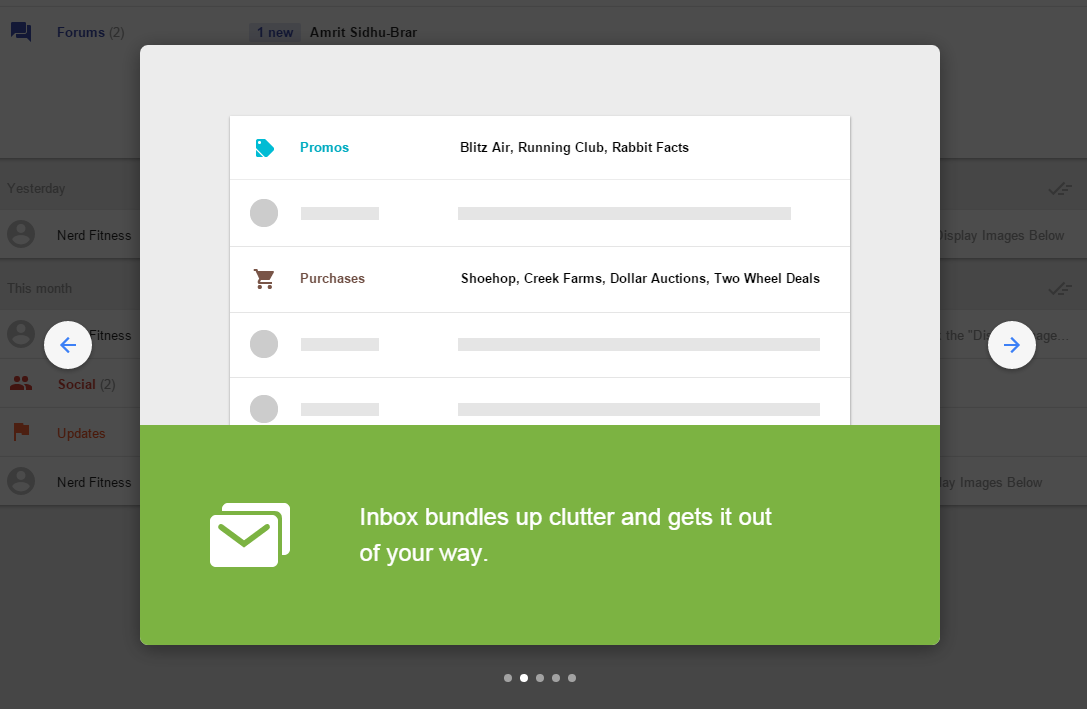 Forums (2) 1 new Amrit Sidhu-Brar
Promos Blitz Air, Running Club, Rabbit Facts
Yesterday
Nerd Fitness Display Images Below
Purchases Shoehop, Creek Farms, Dollar Auctions, Two Wheel Deals
This month
Fitness the "Di age...
Social (2)
Updates
Nerd Fitness lay Images Below
Inbox bundles up clutter and gets it out
of your way.